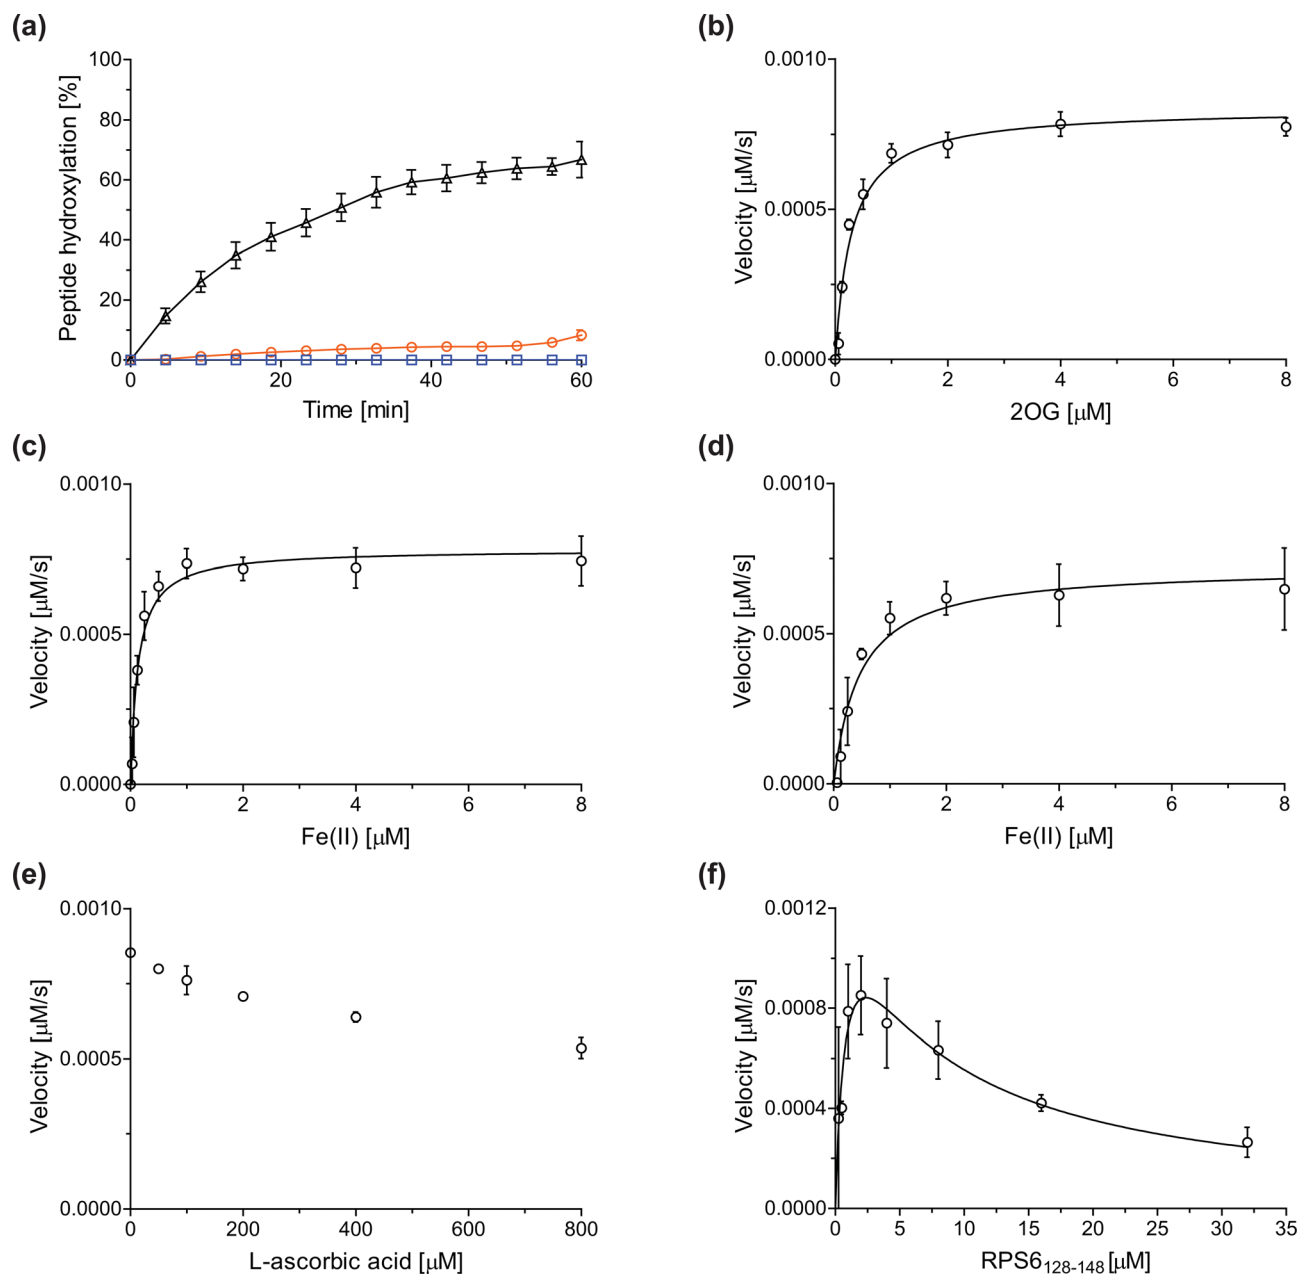 (a)
Peptide hydroxylation [%]
100
80
60
40
20
0
0 20 40 60
Time [min]
(b)
Velocity [µM/s]
0.0010
0.0005
0.0000
0 2 4 6 8
2OG [µM]
(c)
Velocity [µM/s]
0.0010
0.0005
0.0000
0 2 4 6 8
Fe(II) [µM]
(d)
Velocity [µM/s]
0.0010
0.0005
0.0000
0 2 4 6 8
Fe(II) [µM]
(e)
Velocity [µM/s]
0.0010
0.0005
0.0000
0 200 400 600 800
L-ascorbic acid [µM]
(f)
Velocity [µM/s]
0.0012
0.0008
0.0004
0.0000
0 5 10 15 20 25 30 35
RPS6128-148 [µM]